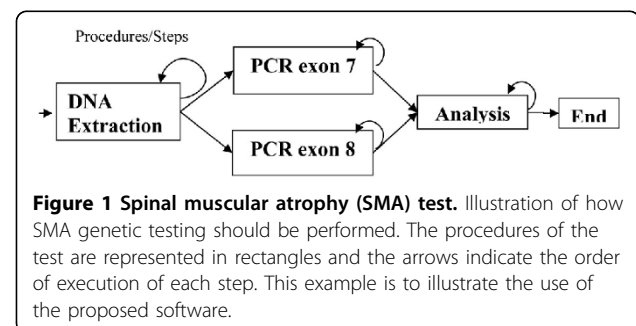 Procedures/Steps
PCR exon 7
DNA
Extraction
Analysis
End
PCR exon 8
Figure 1 Spinal muscular atrophy (SMA) test. Illustration of how
SMA genetic testing should be performed. The procedures of the
test are represented in rectangles and the arrows indicate the order
of execution of each step. This example is to illustrate the use of
the proposed software.